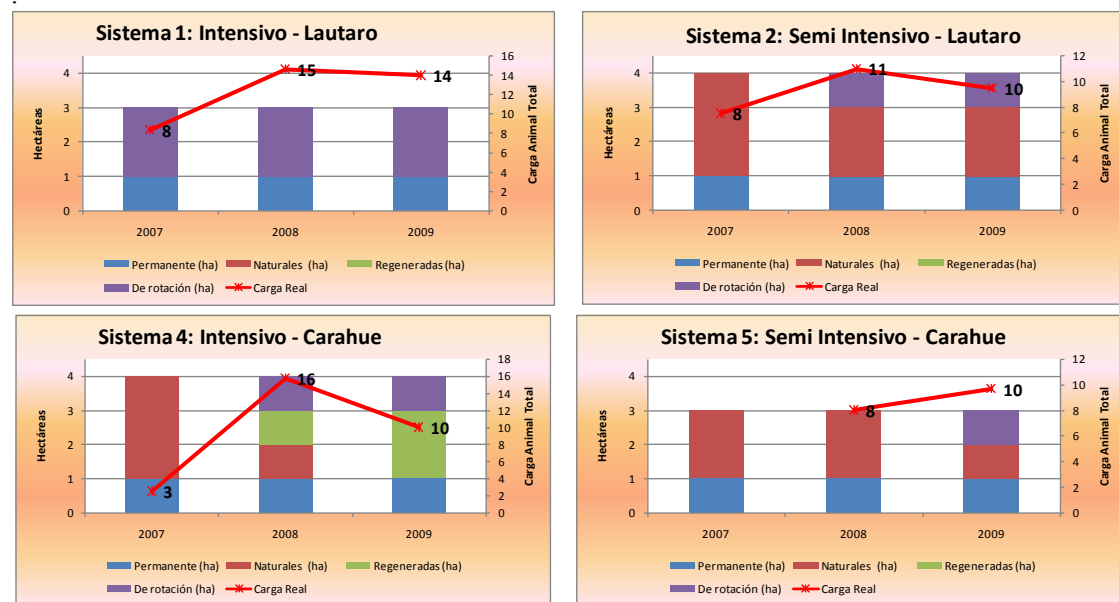 Sistema 1: Intensivo - Lautaro
Hectáreas
4
3
2
1
0
15
14
8
16
14
12
10
8
6
4
2
0
Carga Animal Total
2007 2008 2009
Permanente (ha) Naturales (ha) Regeneradas (ha)
De rotación (ha) Carga Real
Sistema 2: Semi Intensivo - Lautaro
Hectáreas
4
3
2
1
0
11
10
8
12
10
8
6
4
2
0
Carga Animal Total
2007 2008 2009
Permanente (ha) Naturales (ha) Regeneradas (ha)
De rotación (ha) Carga Real
Sistema 4: Intensivo - Carahue
Hectáreas
4
3
2
1
0
16
10
3
18
16
14
12
10
8
6
4
2
0
Carga Animal Total
2007 2008 2009
Permanente (ha) Naturales (ha) Regeneradas (ha)
De rotación (ha) Carga Real
Sistema 5: Semi Intensivo - Carahue
Hectáreas
4
3
2
1
0
10
8
12
10
8
6
4
2
0
Carga Animal Total
2007 2008 2009
Permanente (ha) Naturales (ha) Regeneradas (ha)
De rotación (ha) Carga Real